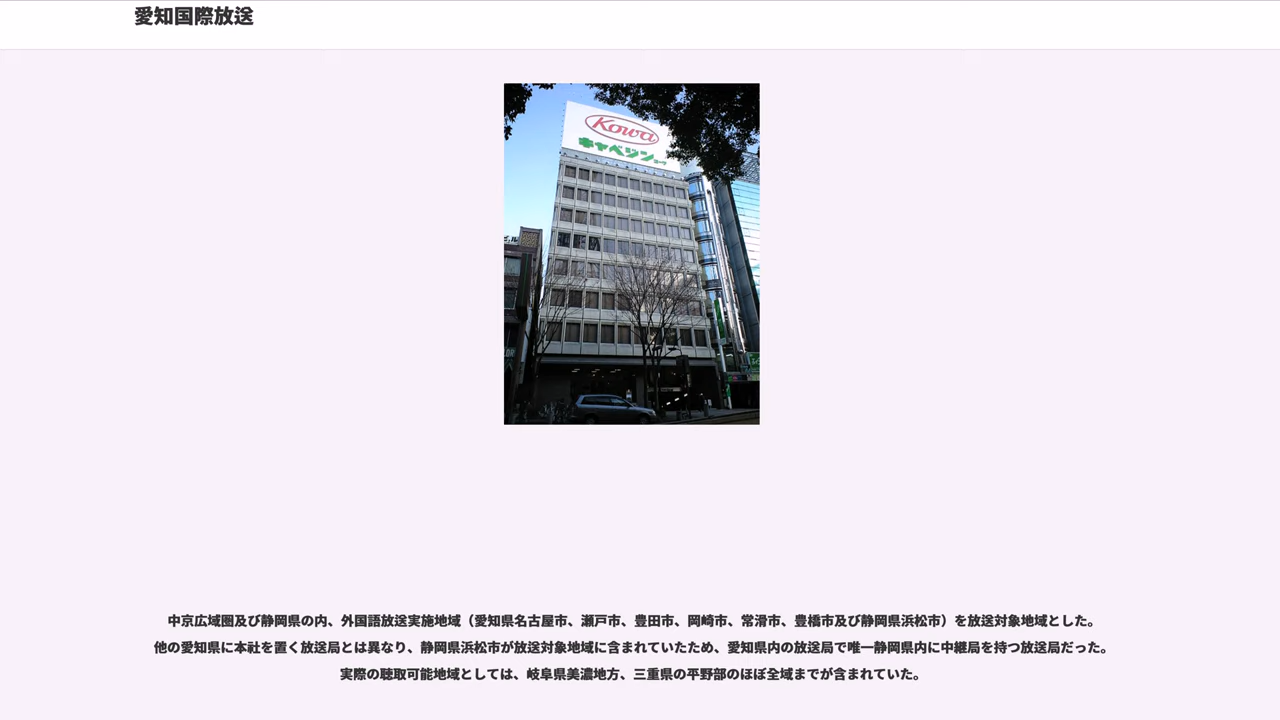 愛知国際放送
Kowa
キャベジン
中京広域圏及び静岡県の内、外国語放送実施地域（愛知県名古屋市、瀬戸市、豊田市、岡崎市、常滑市、豊橋市及び静岡県浜松市）を放送対象地域とした。
他の愛知県に本社を置く放送局とは異なり、静岡県浜松市が放送対象地域に含まれていたため、愛知県内の放送局で唯一静岡県内に中継局を持つ放送局だった。
実際の聴取可能地域としては、岐阜県美濃地方、三重県の平野部のほぼ全域までが含まれていた。